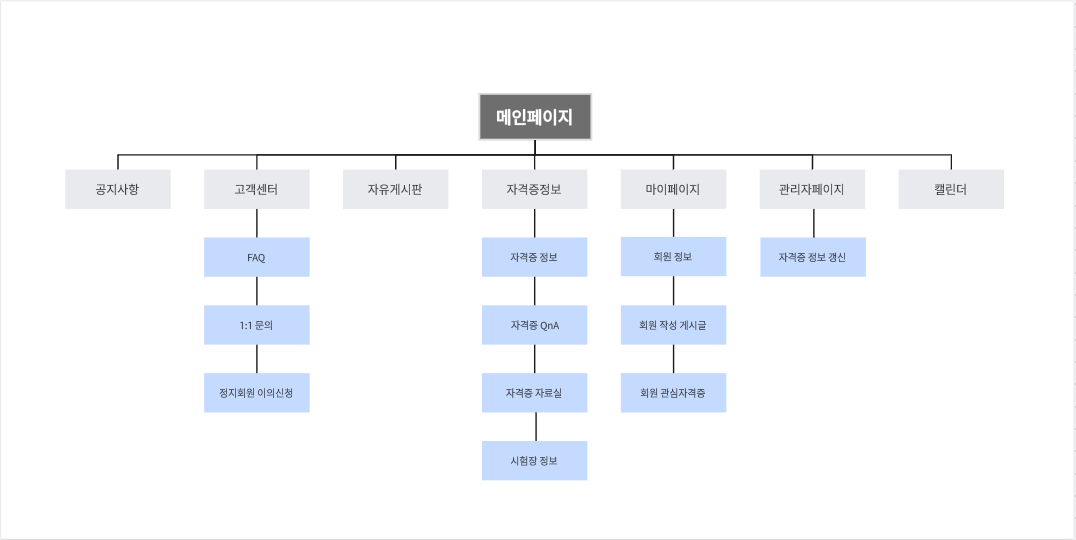 메인페이지
공지사항
고객센터
자유게시판
자격증정보
마이페이지
관리자페이지
캘린더
FAQ
자격증 정보
회원 정보
자격증 정보 갱신
1:1 문의
자격증 QnA
회원 작성 게시글
정지회원 이의신청
자격증 자료실
회원 관심자격증
시험장 정보